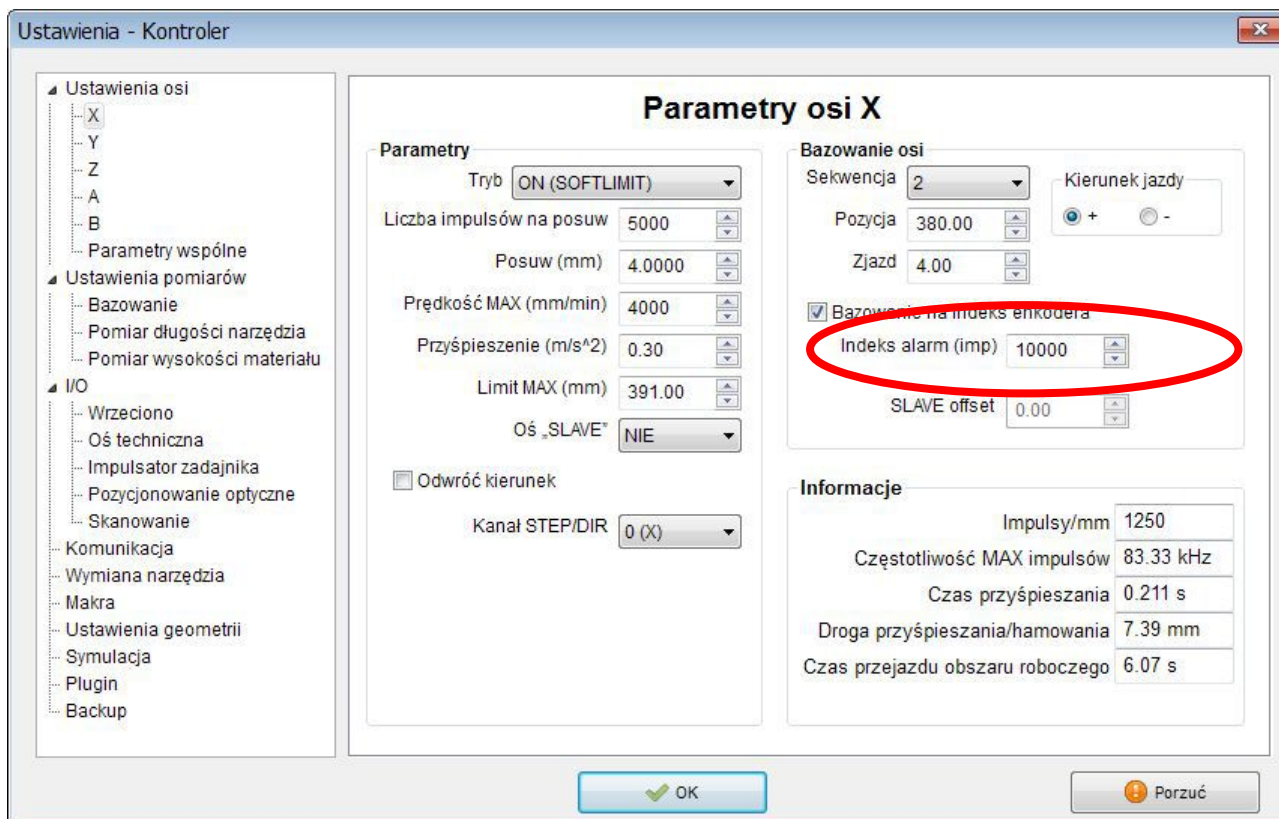 Ustawienia - Kontroler
Ustawienia osi
X
Y
Z
A
B
Parametry wspólne
Ustawienia pomiarów
Bazowanie
Pomiar długości narzędzia
Pomiar wysokości materiału
I/O
Wrzeciono
Oś techniczna
Impulsator zadajnika
Pozycjonowanie optyczne
Skanowanie
Komunikacja
Wymiana narzędzia
Makra
Ustawienia geometrii
Symulacja
Plugin
Backup
Parametry osi X
Parametry
Tryb ON (SOFTLIMIT)
Liczba impulsów na posuw 5000
Posuw (mm) 4.0000
Prędkość MAX (mm/min) 4000
Przyśpieszenie (m/s^2) 0.30
Limit MAX (mm) 391.00
Oś „SLAVE” NIE
Odwróć kierunek
Kanał STEP/DIR 0 (X)
Bazowanie osi
Sekwencja 2
Kierunek jazdy
+ -
Pozycja 380.00
Zjazd 4.00
Bazowanie na indeks enkodera
Indeks alarm (imp) 10000
SLAVE offset 0.00
Informacje
Impulsy/mm 1250
Częstotliwość MAX impulsów 83.33 kHz
Czas przyśpieszania 0.211 s
Droga przyśpieszania/hamowania 7.39 mm
Czas przejazdu obszaru roboczego 6.07 s
OK
Porzuć